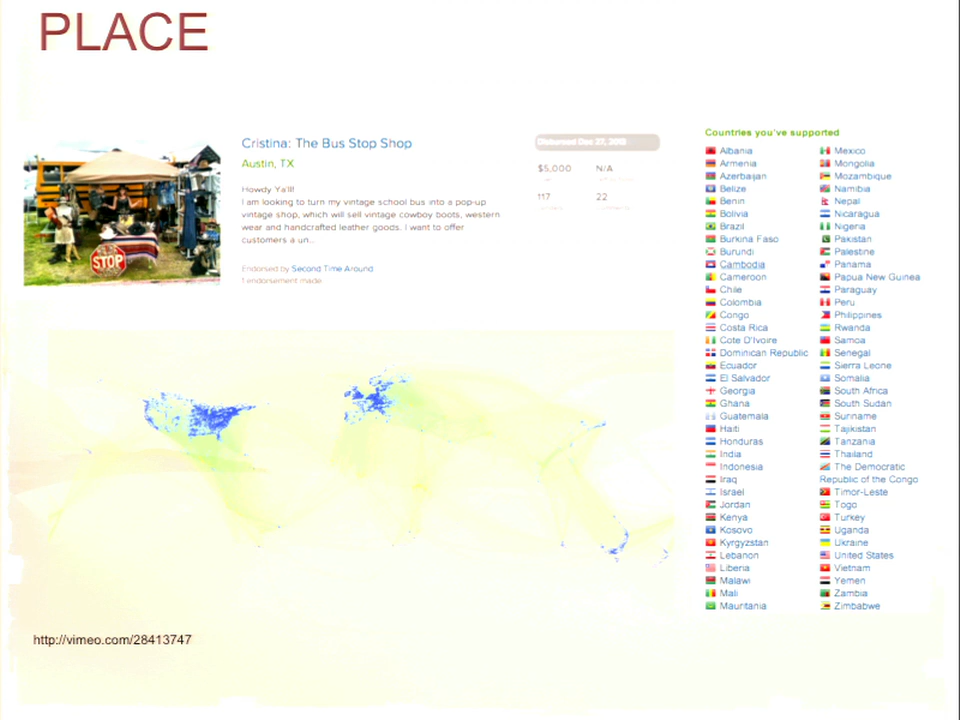 PLACE
Cristina: The Bus Stop Shop
Austin, TX
Howdy Ya'll!
I am looking to turn my vintage school bus into a pop-up
vintage shop, which will sell vintage cowboy boots, western
wear and handcrafted leather goods. I want to offer
customers a un...
Endorsed by Second Time Around
1 endorsement made
STOP
Disbursed Dec 27, 2012
$5,000 N/A
117 22
Countries you've supported
Albania
Armenia
Azerbaijan
Belize
Benin
Bolivia
Brazil
Burkina Faso
Burundi
Cambodia
Cameroon
Chile
Colombia
Congo
Costa Rica
Cote D'Ivoire
Dominican Republic
Ecuador
El Salvador
Georgia
Ghana
Guatemala
Haiti
Honduras
India
Indonesia
Iraq
Israel
Jordan
Kenya
Kosovo
Kyrgyzstan
Lebanon
Liberia
Malawi
Mali
Mauritania
Mexico
Mongolia
Mozambique
Namibia
Nepal
Nicaragua
Nigeria
Pakistan
Palestine
Panama
Papua New Guinea
Paraguay
Peru
Philippines
Rwanda
Samoa
Senegal
Sierra Leone
Somalia
South Africa
South Sudan
Suriname
Tajikistan
Tanzania
Thailand
The Democratic
Republic of the Congo
Timor-Leste
Togo
Turkey
Uganda
Ukraine
United States
Vietnam
Yemen
Zambia
Zimbabwe
http://vimeo.com/28413747